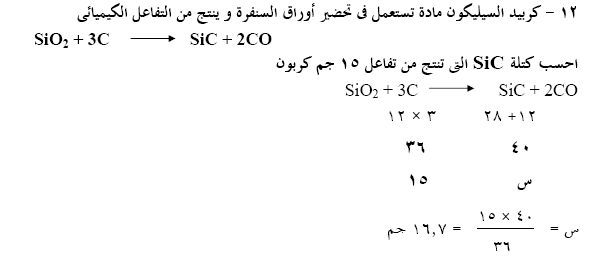 ١٢ – كربيد السيليكون مادة تستعمل فى تحضير أوراق السنفرة و ينتج من التفاعل الكيميائى
SiO₂ + 3C ⟶ SiC + 2CO
احسب كتلة SiC التى تنتج من تفاعل ١٥ جم كربون
SiO₂ + 3C ⟶ SiC + 2CO
٣ × ١٢ ٢٨ +١٢
٣٦ ٤٠
١٥ س
س = ٤٠ × ١٥ / ٣٦ = ١٦,٧ جم